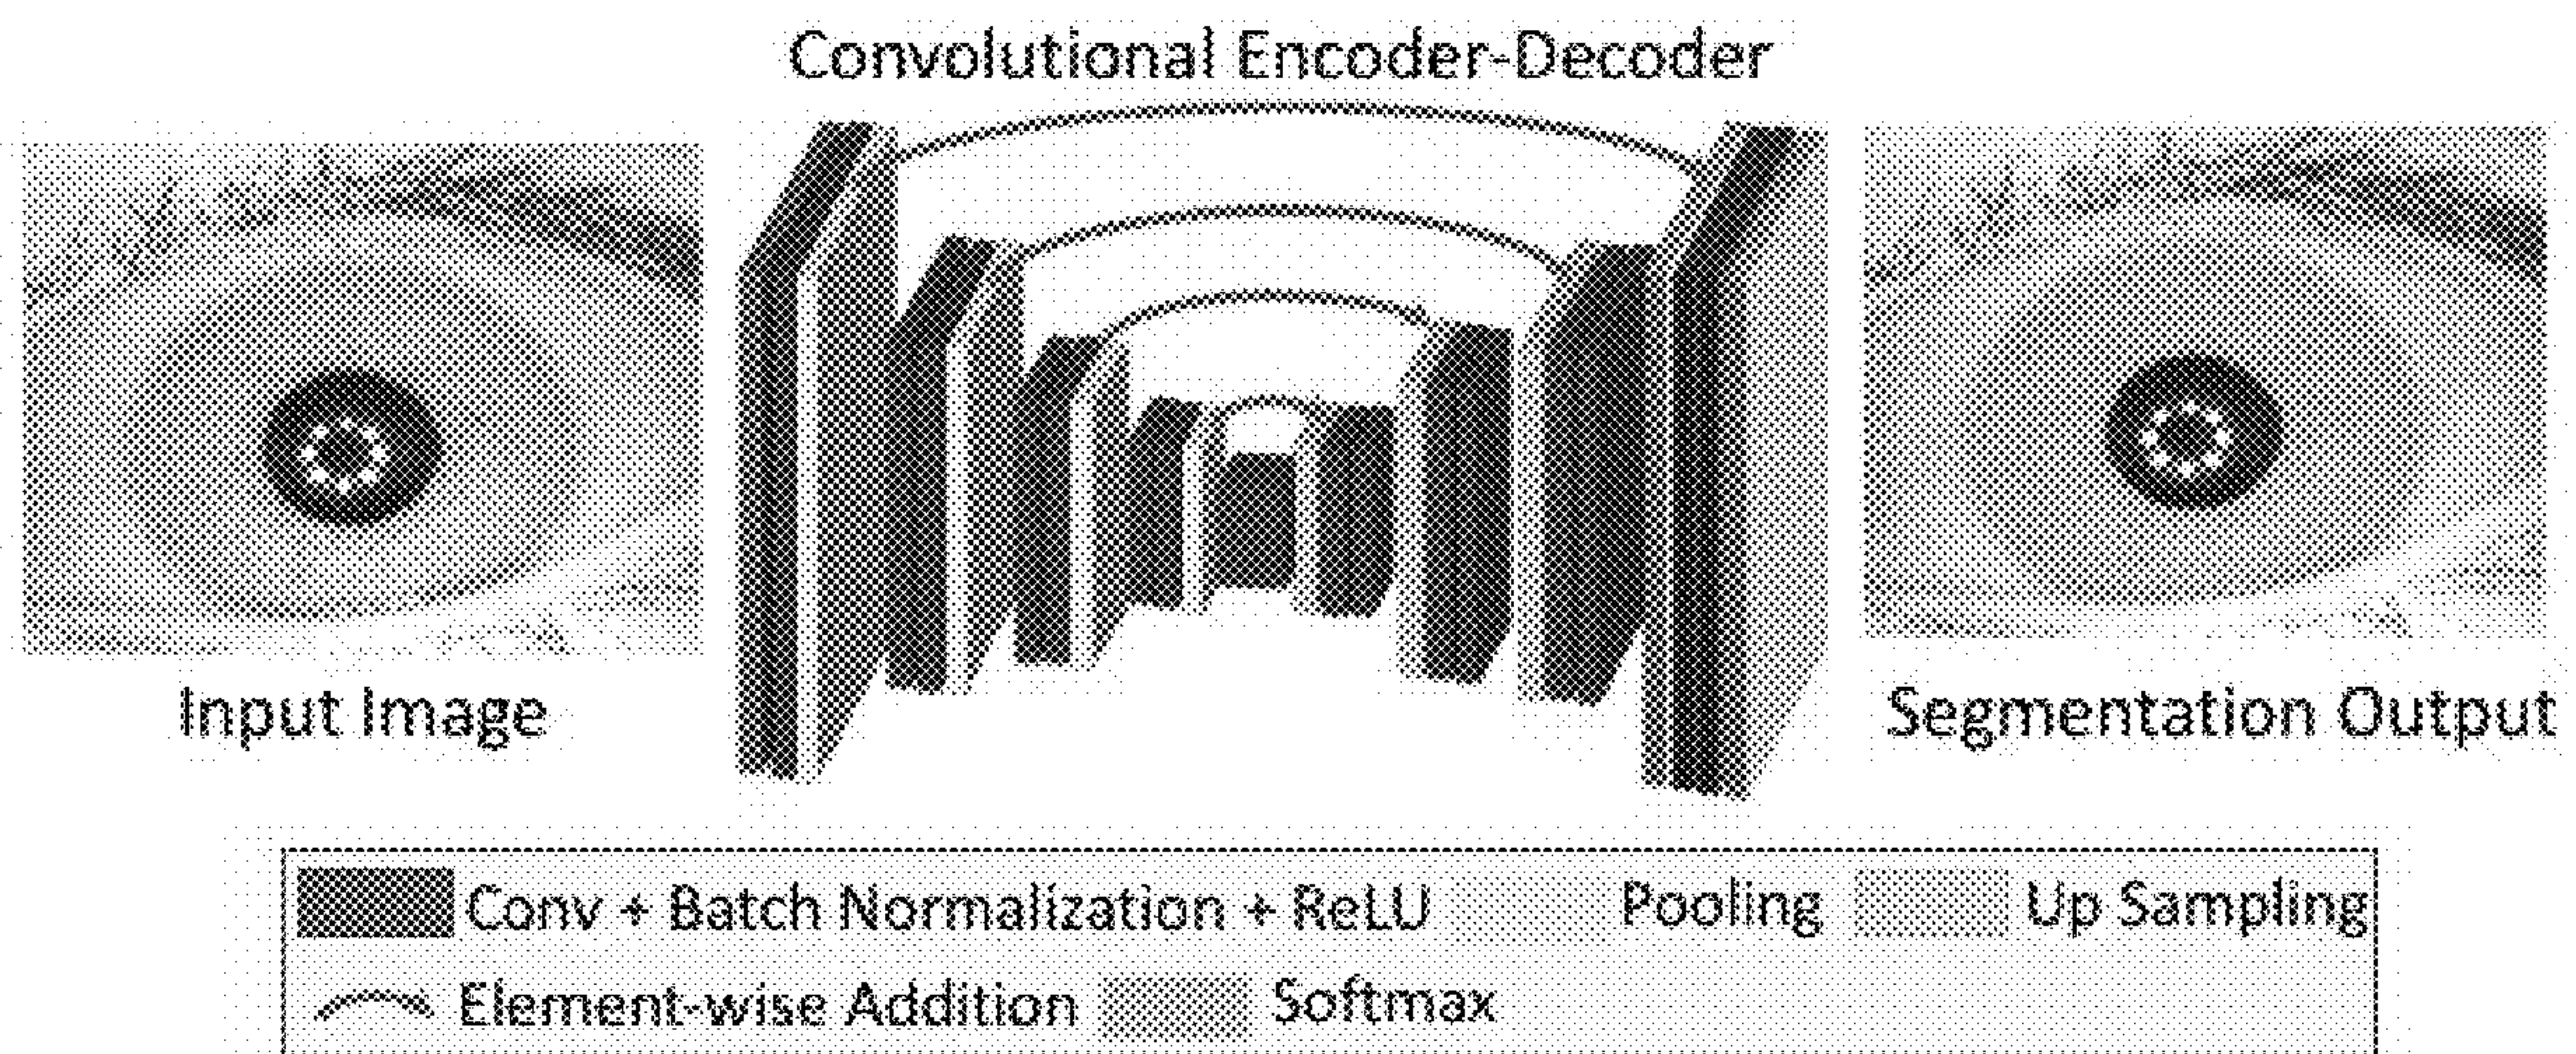 Convolutional Encoder-Decoder
Input Image
Segmentation Output
Conv + Batch Normalization + ReLU
Pooling
Up Sampling
Element-wise Addition
Softmax